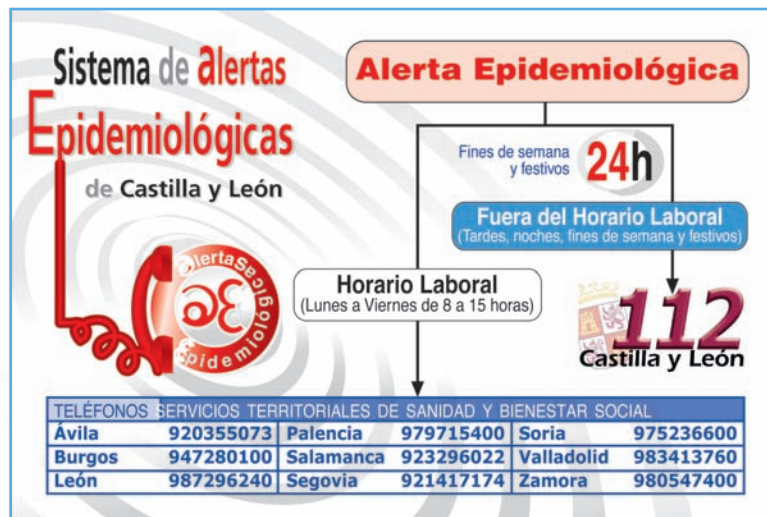 Sistema de alertas
Epidemiológicas
de Castilla y León
alertaS
Epidemiológicas
Alerta Epidemiológica
Fines de semana
y festivos
24h
Fuera del Horario Laboral
(Tardes, noches, fines de semana y festivos)
Horario Laboral
(Lunes a Viernes de 8 a 15 horas)
112
Castilla y León
TELÉFONOS SERVICIOS TERRITORIALES DE SANIDAD Y BIENESTAR SOCIAL
Ávila 920355073 Palencia 979715400 Soria 975236600
Burgos 947280100 Salamanca 923296022 Valladolid 983413760
León 987296240 Segovia 921417174 Zamora 980547400